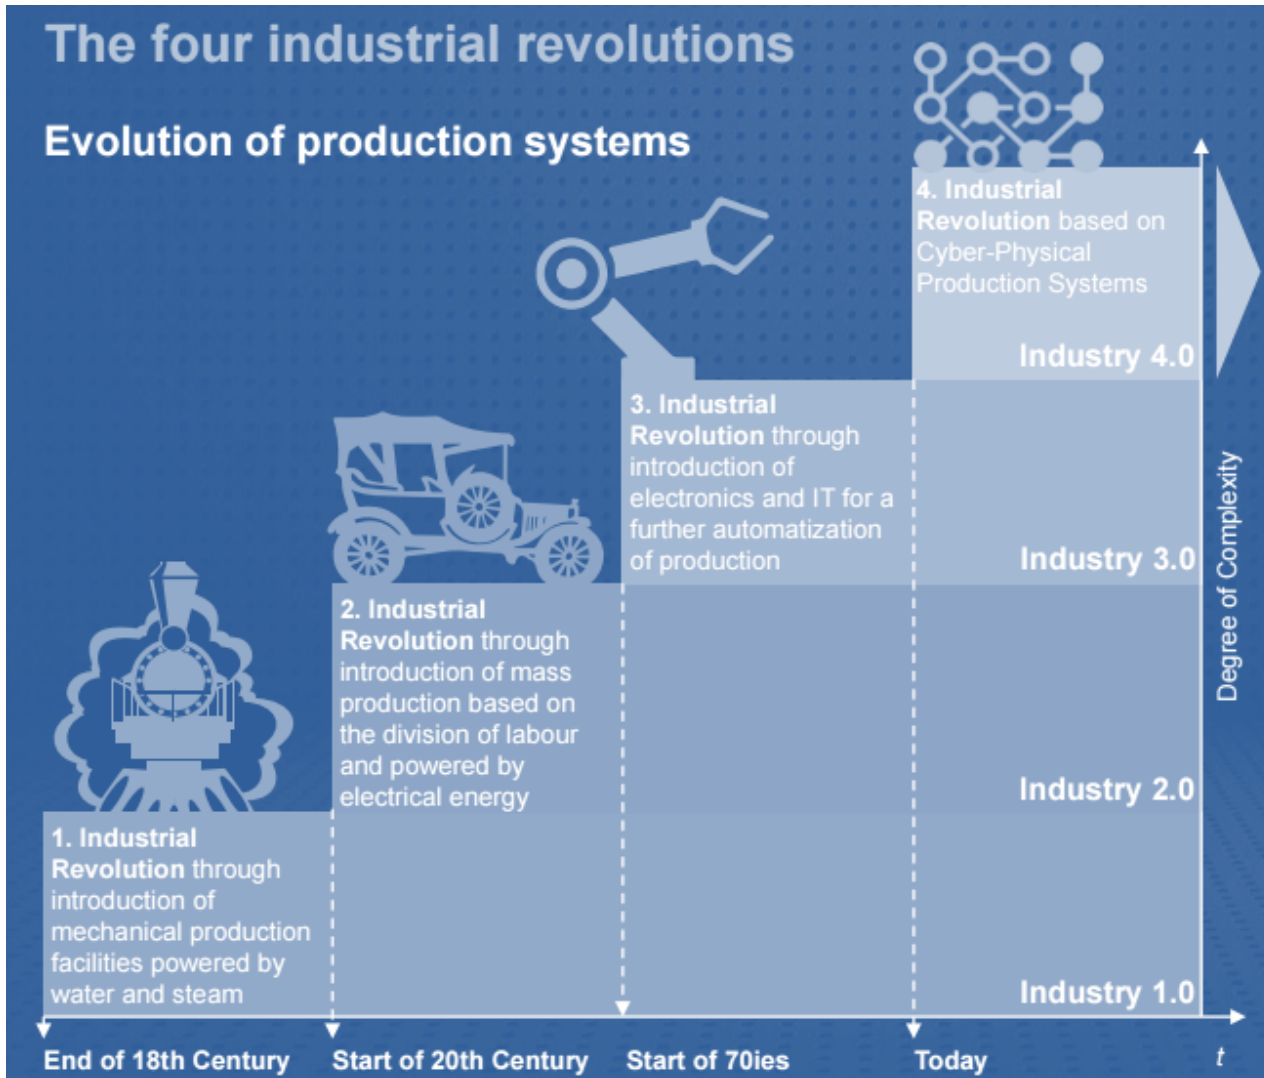 The four industrial revolutions
Evolution of production systems
4. Industrial
Revolution based on
Cyber-Physical
Production Systems
Industry 4.0
3. Industrial
Revolution through
introduction of
electronics and IT for a
further automatization
of production
Industry 3.0
Degree of Complexity
2. Industrial
Revolution through
introduction of mass
production based on
the division of labour
and powered by
electrical energy
Industry 2.0
1. Industrial
Revolution through
introduction of
mechanical production
facilities powered by
water and steam
Industry 1.0
End of 18th Century
Start of 20th Century
Start of 70ies
Today
t